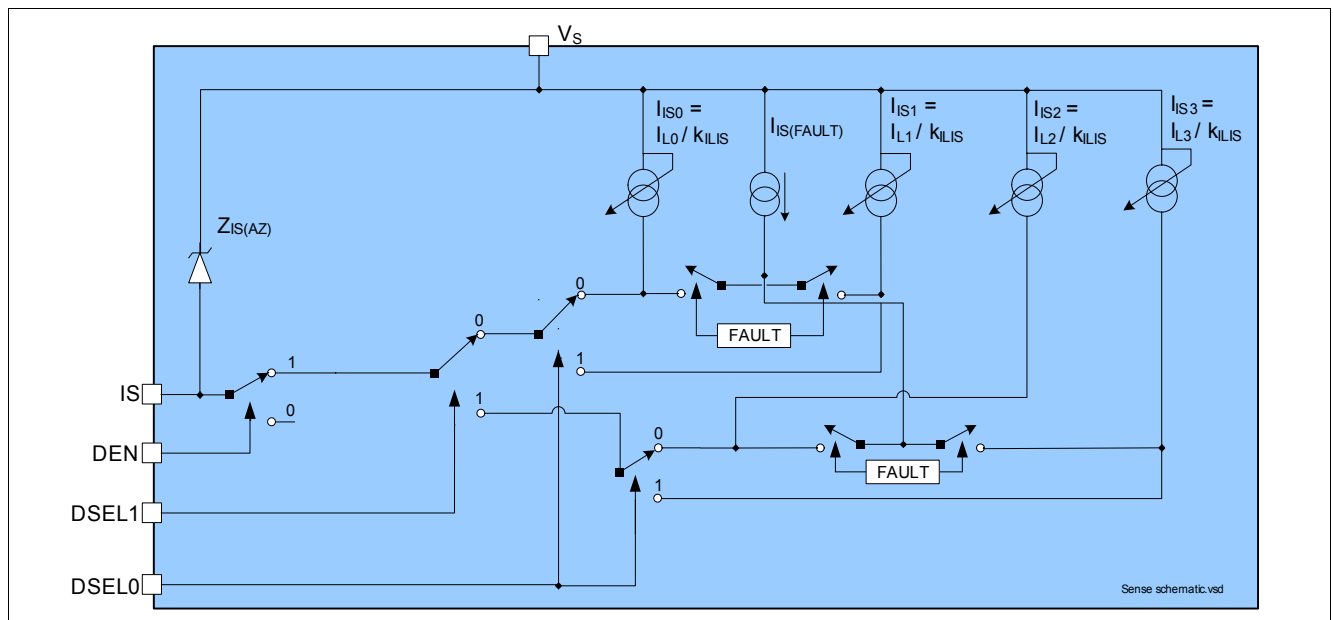 VS
IIS0 =
IL0 / kILIS
IIS(FAULT)
IIS1 =
IL1 / kILIS
IIS2 =
IL2 / kILIS
IIS3 =
IL3 / kILIS
ZIS(AZ)
0
0
FAULT
1
1
IS
0
1
0
DEN
FAULT
1
DSEL1
DSEL0
Sense schematic.vsd